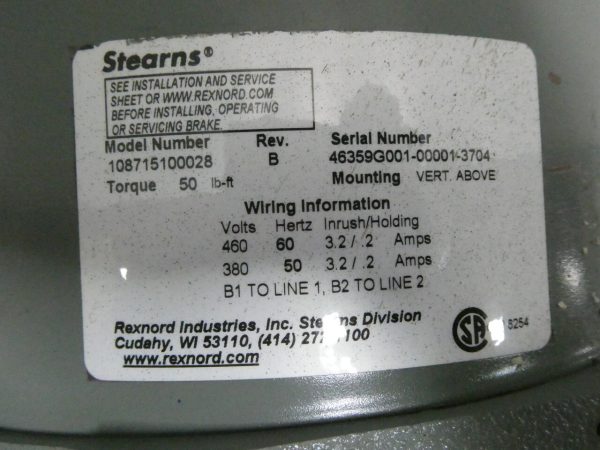 Stearns®
SEE INSTALLATION AND SERVICE
SHEET OR WWW.REXNORD.COM
BEFORE INSTALLING, OPERATING
OR SERVICING BRAKE.
Model Number Rev. Serial Number
108715100028 B 46359G001-00001-3704
Torque 50 lb-ft Mounting VERT. ABOVE
Wiring Information
Volts Hertz Inrush/Holding
460 60 3.2 / .2 Amps
380 50 3.2 / .2 Amps
B1 TO LINE 1, B2 TO LINE 2
Rexnord Industries, Inc. Stearns Division
Cudahy, WI 53110, (414) 100
www.rexnord.com
SA 8254